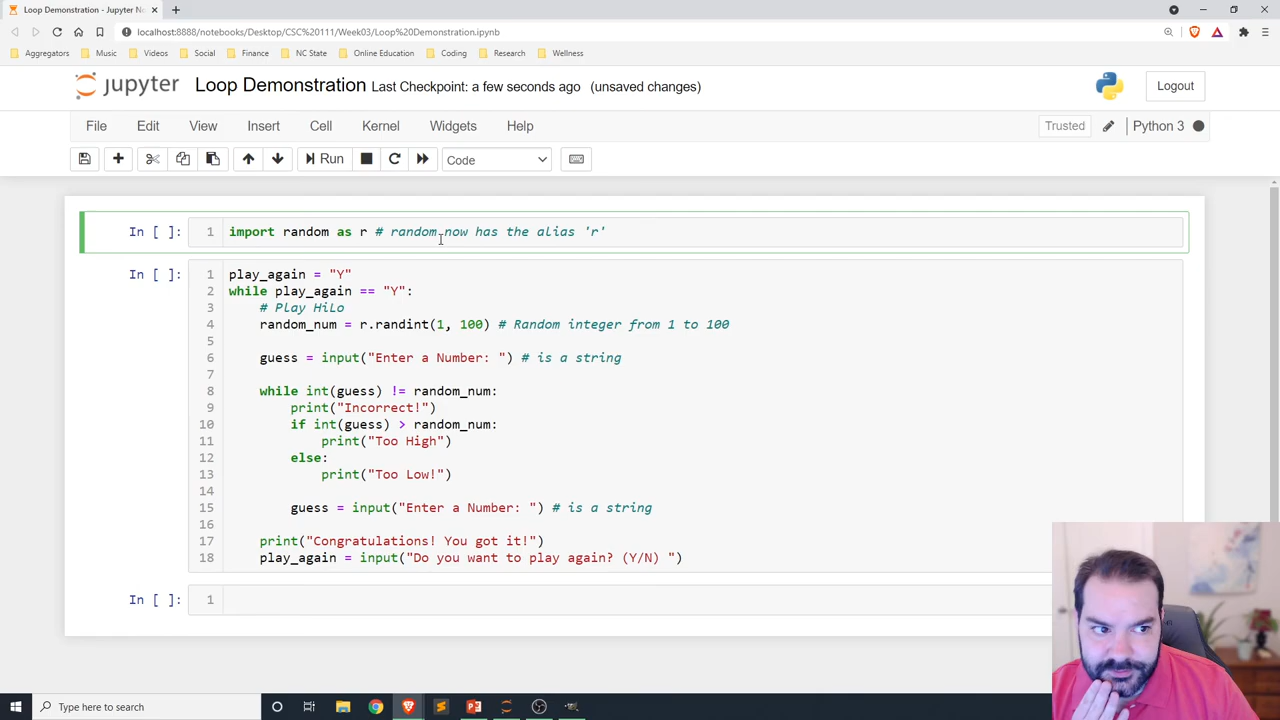 Loop Demonstration - Jupyter No
localhost:8888/notebooks/Desktop/CSC%20111/Week03/Loop%20Demonstration.ipynb
Aggregators Music Videos Social Finance NC State Online Education Coding Research Wellness
jupyter Loop Demonstration Last Checkpoint: a few seconds ago (unsaved changes) Logout
File Edit View Insert Cell Kernel Widgets Help Trusted Python 3
Run Code
In [ ]: 1 import random as r # random now has the alias 'r'
In [ ]: 1 play_again = "Y"
2 while play_again == "Y":
3 # Play HiLo
4 random_num = r.randint(1, 100) # Random integer from 1 to 100
5
6 guess = input("Enter a Number: ") # is a string
7
8 while int(guess) != random_num:
9 print("Incorrect!")
10 if int(guess) > random_num:
11 print("Too High")
12 else:
13 print("Too Low!")
14
15 guess = input("Enter a Number: ") # is a string
16
17 print("Congratulations! You got it!")
18 play_again = input("Do you want to play again? (Y/N) ")
In [ ]: 1
Type here to search